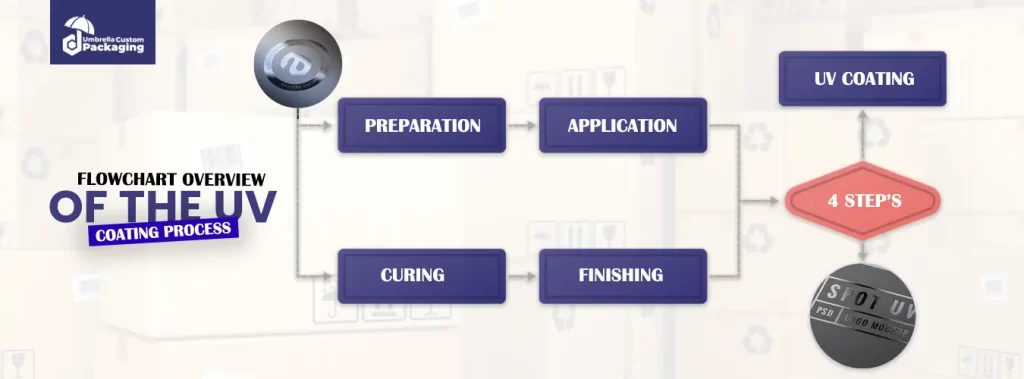 Umbrella Custom
Packaging
FLOWCHART OVERVIEW
OF THE UV
COATING PROCESS
PREPARATION
APPLICATION
CURING
FINISHING
UV COATING
4 STEP'S
SPOT UV
PSD LOGO MOCKUP